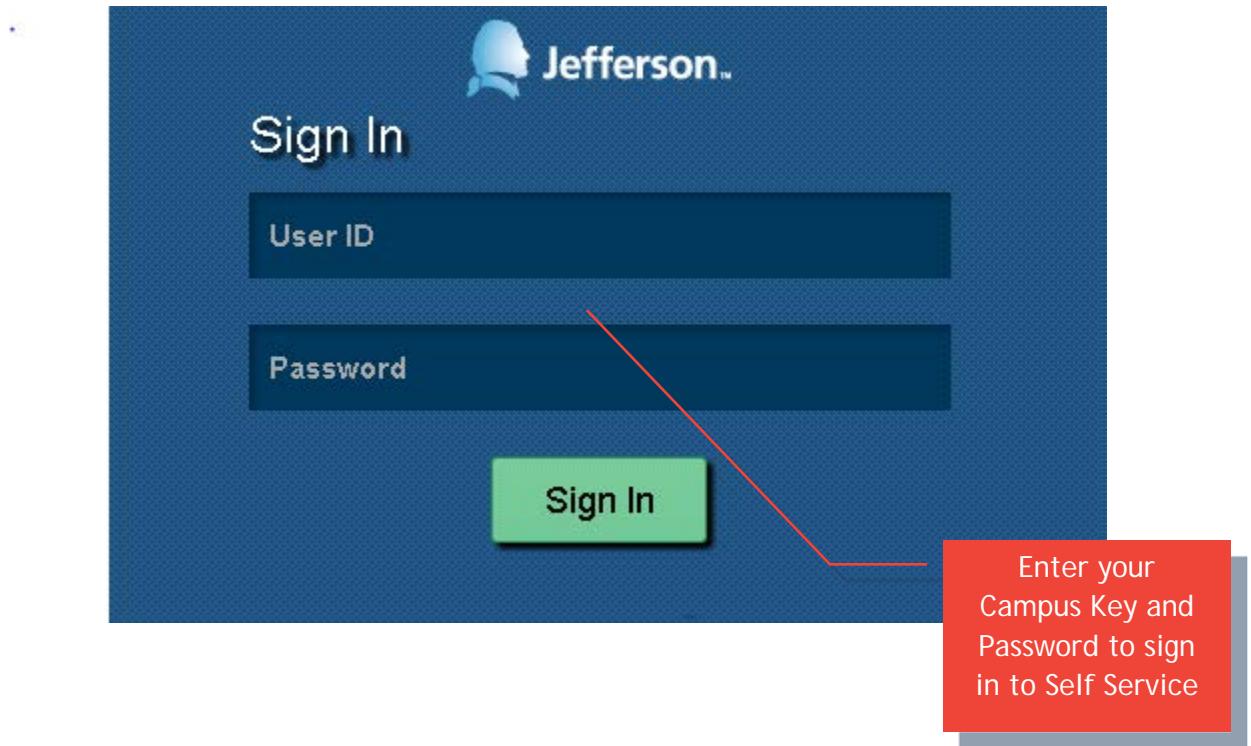 Jefferson™
Sign In
User ID
Password
Sign In
Enter your
Campus Key and
Password to sign
in to Self Service